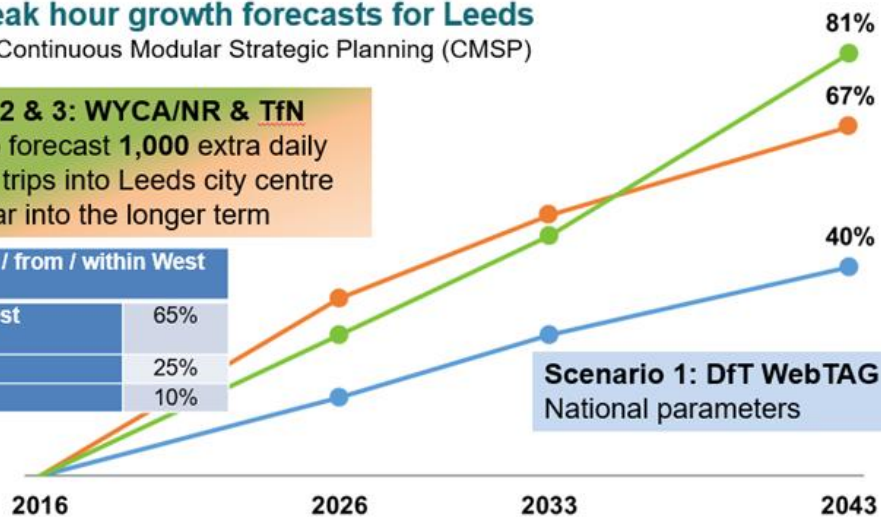 eak hour growth forecasts for Leeds
Continuous Modular Strategic Planning (CMSP)
81%
67%
2 & 3: WYCA/NR & TfN
forecast 1,000 extra daily
trips into Leeds city centre
ar into the longer term
40%
/ from / within West
st
65%
25%
10%
Scenario 1: DfT WebTAG
National parameters
2016
2026
2033
2043